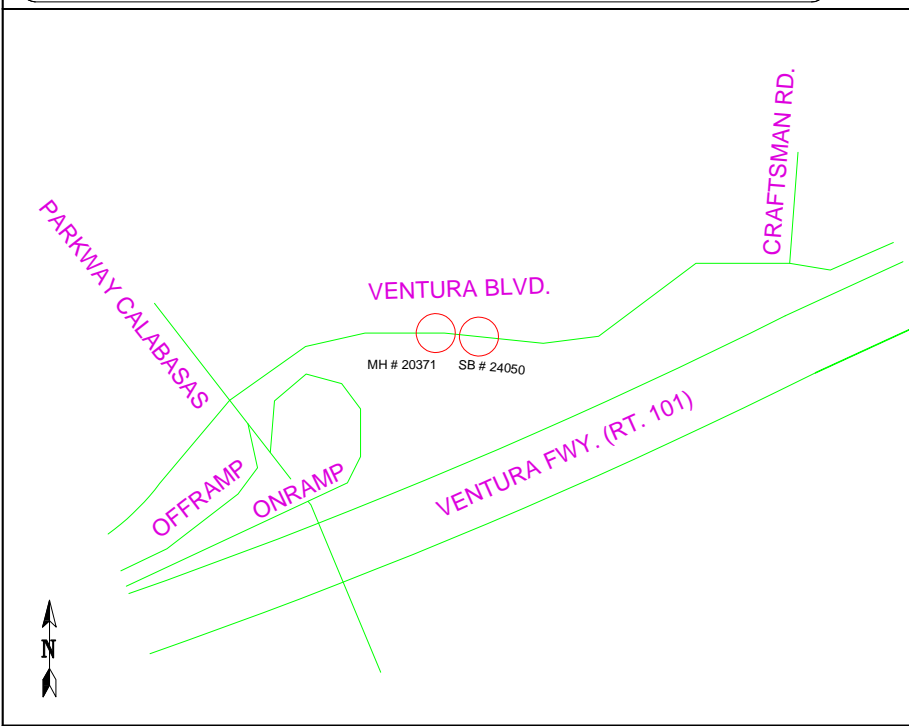 CRAFTSMAN RD.
PARKWAY CALABASAS
VENTURA BLVD.
MH # 20371
SB # 24050
VENTURA FWY. (RT. 101)
OFFRAMP
ONRAMP
N